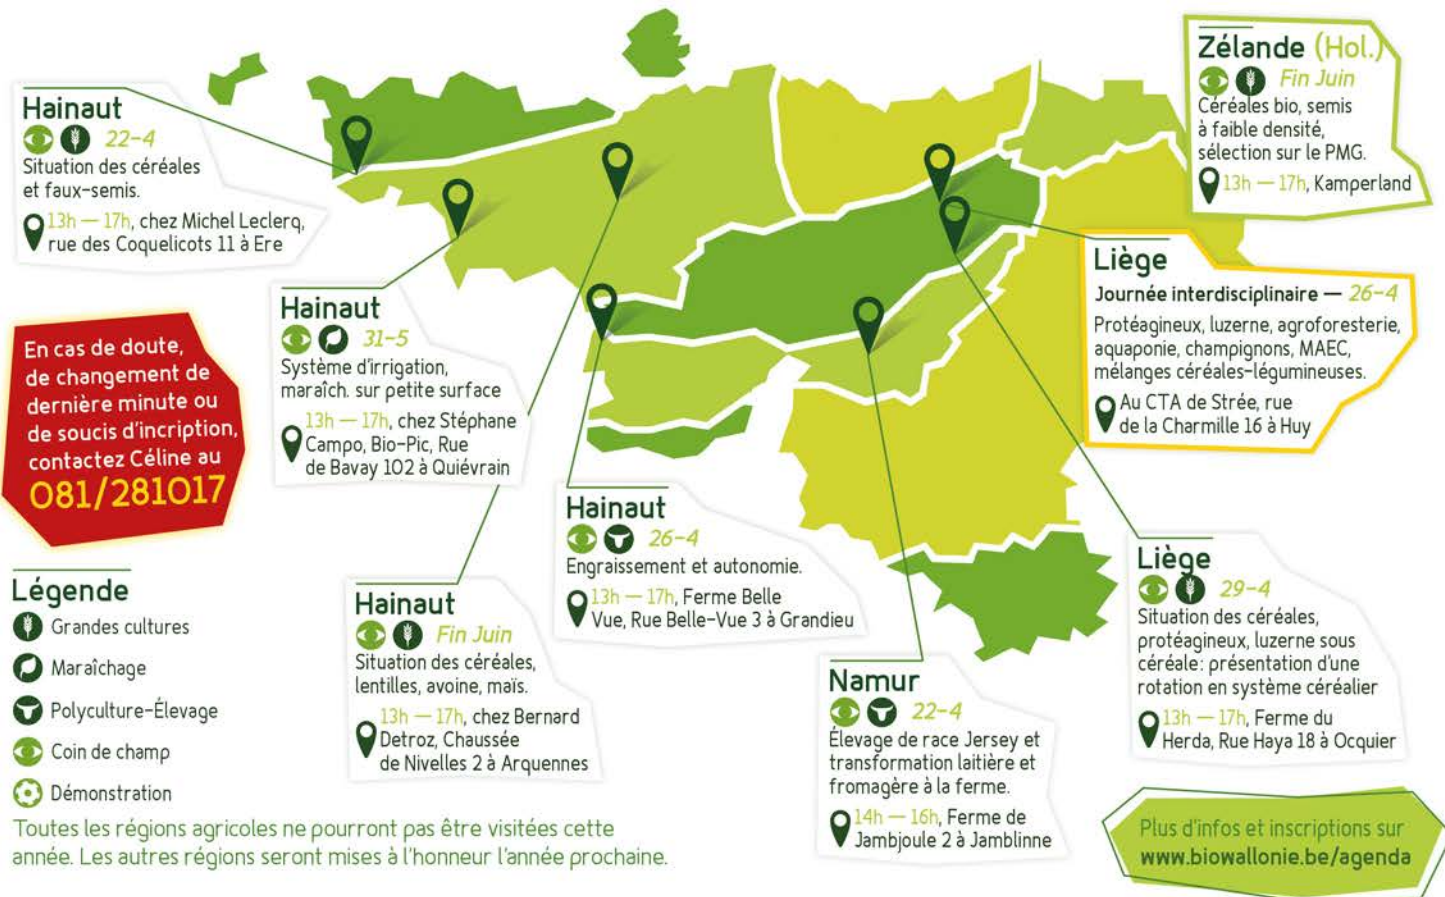 Hainaut
22-4
Situation des céréales
et faux-semis.
13h — 17h, chez Michel Leclerq,
rue des Coquelicots 11 à Ere
Zélande (Hol.)
Fin Juin
Céréales bio, semis
à faible densité,
sélection sur le PMG.
13h — 17h, Kamperland
Hainaut
31-5
Système d'irrigation,
maraîch. sur petite surface
13h — 17h, chez Stéphane
Campo, Bio-Pic, Rue
de Bavay 102 à Quiévrain
Liège
Journée interdisciplinaire — 26-4
Protéagineux, luzerne, agroforesterie,
aquaponie, champignons, MAEC,
mélanges céréales-légumineuses.
Au CTA de Strée, rue
de la Charmille 16 à Huy
En cas de doute,
de changement de
dernière minute ou
de soucis d'incription,
contactez Céline au
081/281017
Hainaut
26-4
Engraissement et autonomie.
13h — 17h, Ferme Belle
Vue, Rue Belle-Vue 3 à Grandieu
Liège
29-4
Situation des céréales,
protéagineux, luzerne sous
céréale: présentation d'une
rotation en système céréalier
13h — 17h, Ferme du
Herda, Rue Haya 18 à Ocquier
Hainaut
Fin Juin
Situation des céréales,
lentilles, avoine, maïs.
13h — 17h, chez Bernard
Detroz, Chaussée
de Nivelles 2 à Arquennes
Namur
22-4
Élevage de race Jersey et
transformation laitière et
fromagère à la ferme.
14h — 16h, Ferme de
Jambjoule 2 à Jamblinne
Légende
Grandes cultures
Maraîchage
Polyculture-Élevage
Coin de champ
Démonstration
Toutes les régions agricoles ne pourront pas être visitées cette
année. Les autres régions seront mises à l'honneur l'année prochaine.
Plus d'infos et inscriptions sur
www.biowallonie.be/agenda